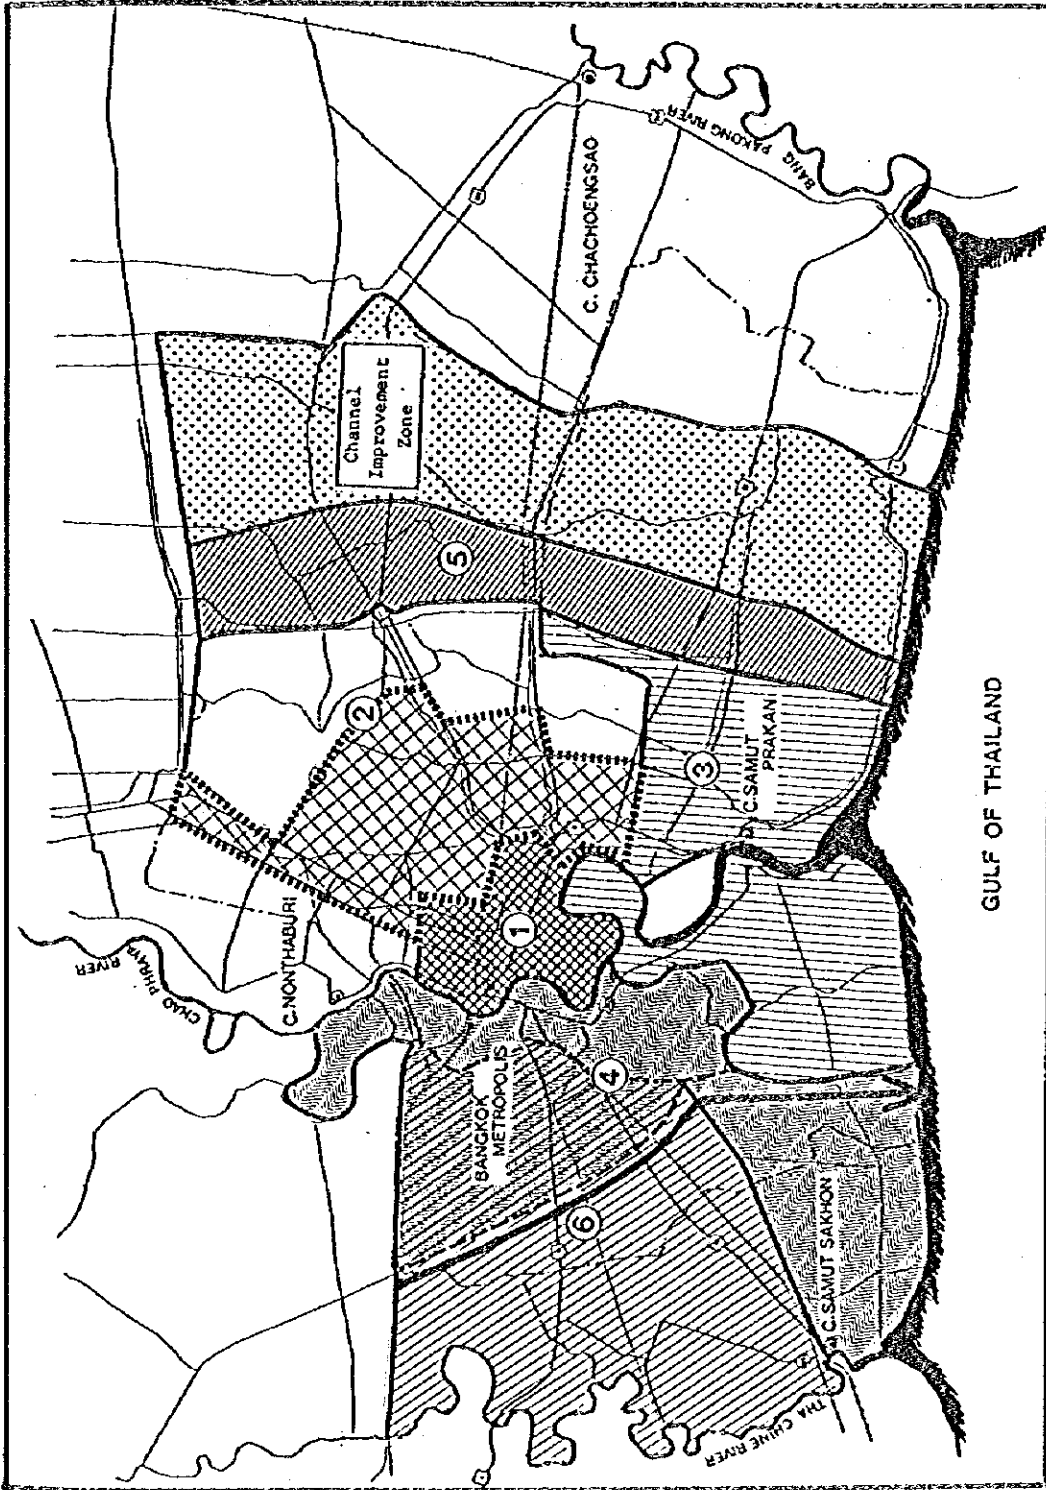 CHAO PHRAYA
RIVER
C.NONTHABURI
BANGKOK
METROPOLIS
Channel
Improvement
Zone
C. CHACHOENGSAO
BANG PAKONG RIVER
C.SAMUT
PRAKAN
C.SAMUT SAKHON
THA CHINE RIVER
GULF OF THAILAND
1
2
3
4
5
6